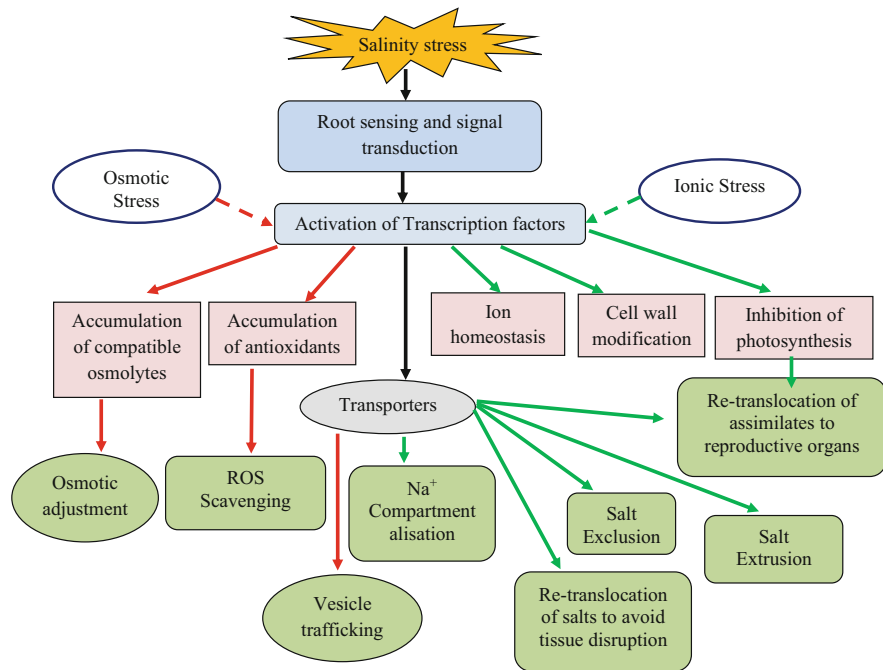 Salinity stress
Root sensing and signal
transduction
Osmotic
Stress
Ionic Stress
Activation of Transcription factors
Accumulation
of compatible
osmolytes
Accumulation
of antioxidants
Ion
homeostasis
Cell wall
modification
Inhibition of
photosynthesis
Transporters
Re-translocation of
assimilates to
reproductive organs
Osmotic
adjustment
ROS
Scavenging
Na⁺
Compartment
alisation
Salt
Exclusion
Salt
Extrusion
Vesicle
trafficking
Re-translocation
of salts to avoid
tissue disruption